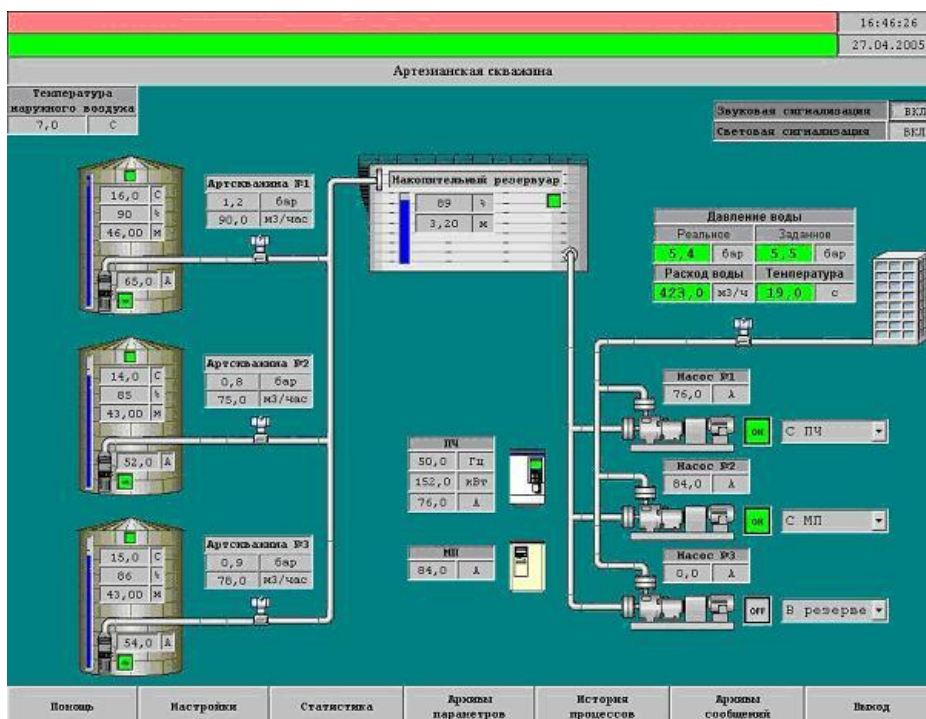 16:46:26
27.04.2005
Артезианская скважина
Температура
наружного воздуха
7,0 С
Звуковая сигнализация ВКЛ
Световая сигнализация ВКЛ
16,0 С
90 %
46,00 М
65,0 А
Артскважина №1
1,2 бар
90,0 м3/час
Накопительный резервуар
89 %
3,20 м
Давление воды
Реальное Заданное
5,4 бар 5,5 бар
Расход воды Температура
423,0 м3/ч 19,0 с
14,0 С
85 %
43,00 М
52,0 А
Артскважина №2
0,8 бар
75,0 м3/час
Насос №1
76,0 А
ON С ПЧ
ПЧ
50,0 Гц
152,0 кВт
76,0 А
Насос №2
84,0 А
ON С МП
15,0 С
86 %
43,00 М
54,0 А
Артскважина №3
0,9 бар
78,0 м3/час
МП
84,0 А
Насос №3
0,0 А
OFF В резерве
Помощь
Настройки
Статистика
Архивы
параметров
История
процессов
Архивы
сообщений
Выход